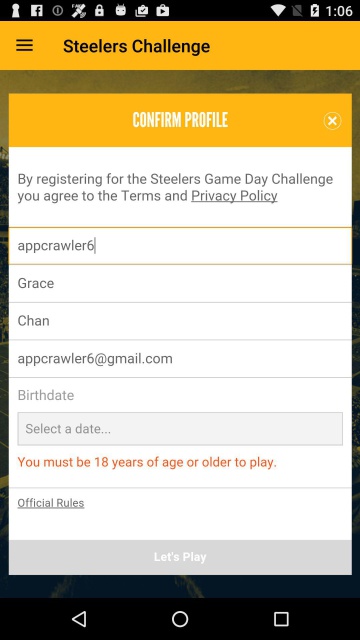 1:06
Steelers Challenge
CONFIRM PROFILE
By registering for the Steelers Game Day Challenge
you agree to the Terms and Privacy Policy
appcrawler6
Grace
Chan
appcrawler6@gmail.com
Birthdate
Select a date...
You must be 18 years of age or older to play.
Official Rules
Let's Play